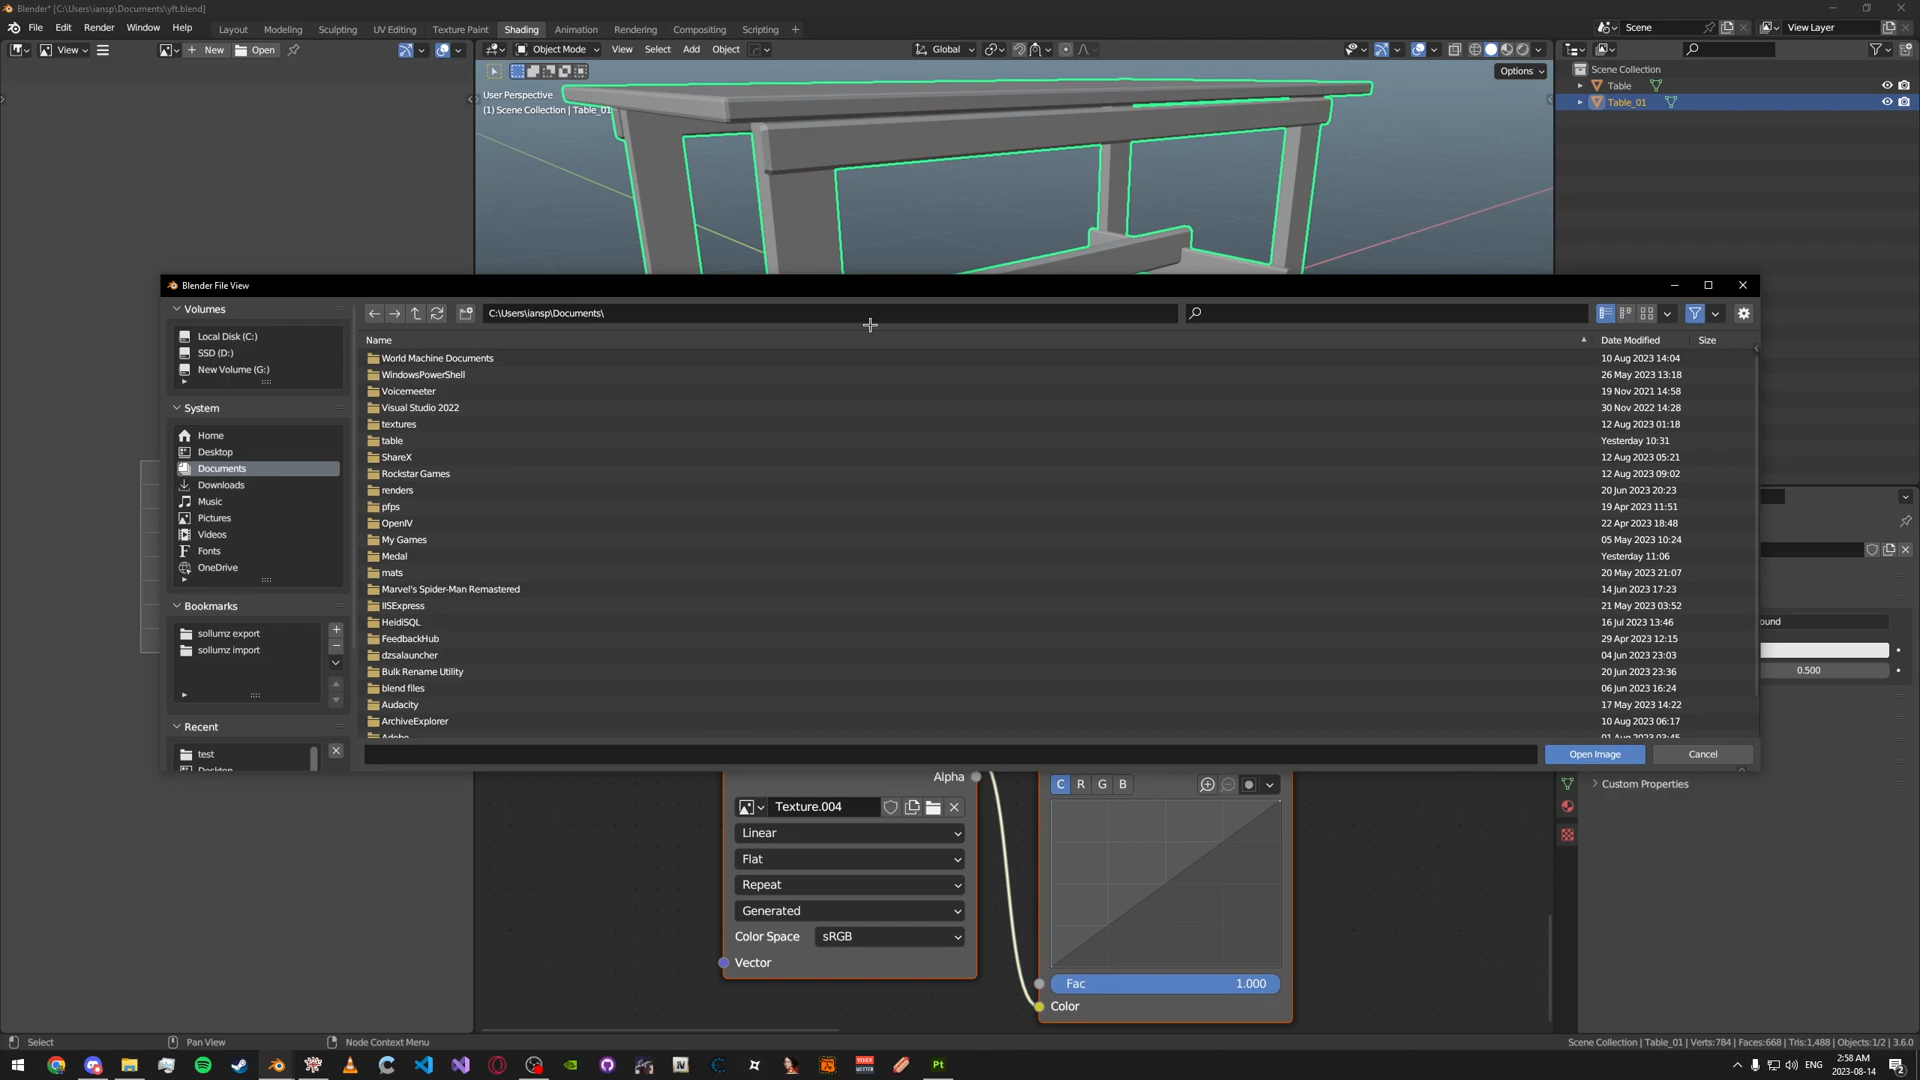 Blender* [C:\Users\iansp\Documents\yft.blend]
File Edit Render Window Help
Layout Modeling Sculpting UV Editing Texture Paint Shading Animation Rendering Compositing Scripting +
Scene View Layer
View New Open
Object Mode View Select Add Object Global
Options
User Perspective
(1) Scene Collection | Table_01
Scene Collection
Table
Table_01
Blender File View
Volumes
Local Disk (C:)
SSD (D:)
New Volume (G:)
System
Home
Desktop
Documents
Downloads
Music
Pictures
Videos
Fonts
OneDrive
Bookmarks
sollumz export
sollumz import
Recent
test
C:\Users\iansp\Documents\
Name Date Modified Size
World Machine Documents 10 Aug 2023 14:04
WindowsPowerShell 26 May 2023 13:18
Voicemeeter 19 Nov 2021 14:58
Visual Studio 2022 30 Nov 2022 14:28
textures 12 Aug 2023 01:18
table Yesterday 10:31
ShareX 12 Aug 2023 05:21
Rockstar Games 12 Aug 2023 09:02
renders 20 Jun 2023 20:23
pfps 19 Apr 2023 11:51
OpenIV 22 Apr 2023 18:48
My Games 05 May 2023 10:24
Medal Yesterday 11:06
mats 20 May 2023 21:07
Marvel's Spider-Man Remastered 14 Jun 2023 17:23
IISExpress 21 May 2023 03:52
HeidiSQL 16 Jul 2023 13:46
FeedbackHub 29 Apr 2023 12:15
dzsalauncher 04 Jun 2023 23:03
Bulk Rename Utility 20 Jun 2023 23:36
blend files 06 Jun 2023 16:24
Audacity 17 May 2023 14:22
ArchiveExplorer 10 Aug 2023 06:17
Adobe 01 Aug 2023 03:45
Open Image Cancel
ound
0.500
Custom Properties
Alpha
Texture.004
Linear
Flat
Repeat
Generated
Color Space sRGB
Vector
C R G B
Fac 1.000
Color
Select Pan View Node Context Menu
Scene Collection | Table_01 | Verts:784 | Faces:668 | Tris:1,488 | Objects:1/2 | 3.6.0
Pt
ENG
2:58 AM
2023-08-14